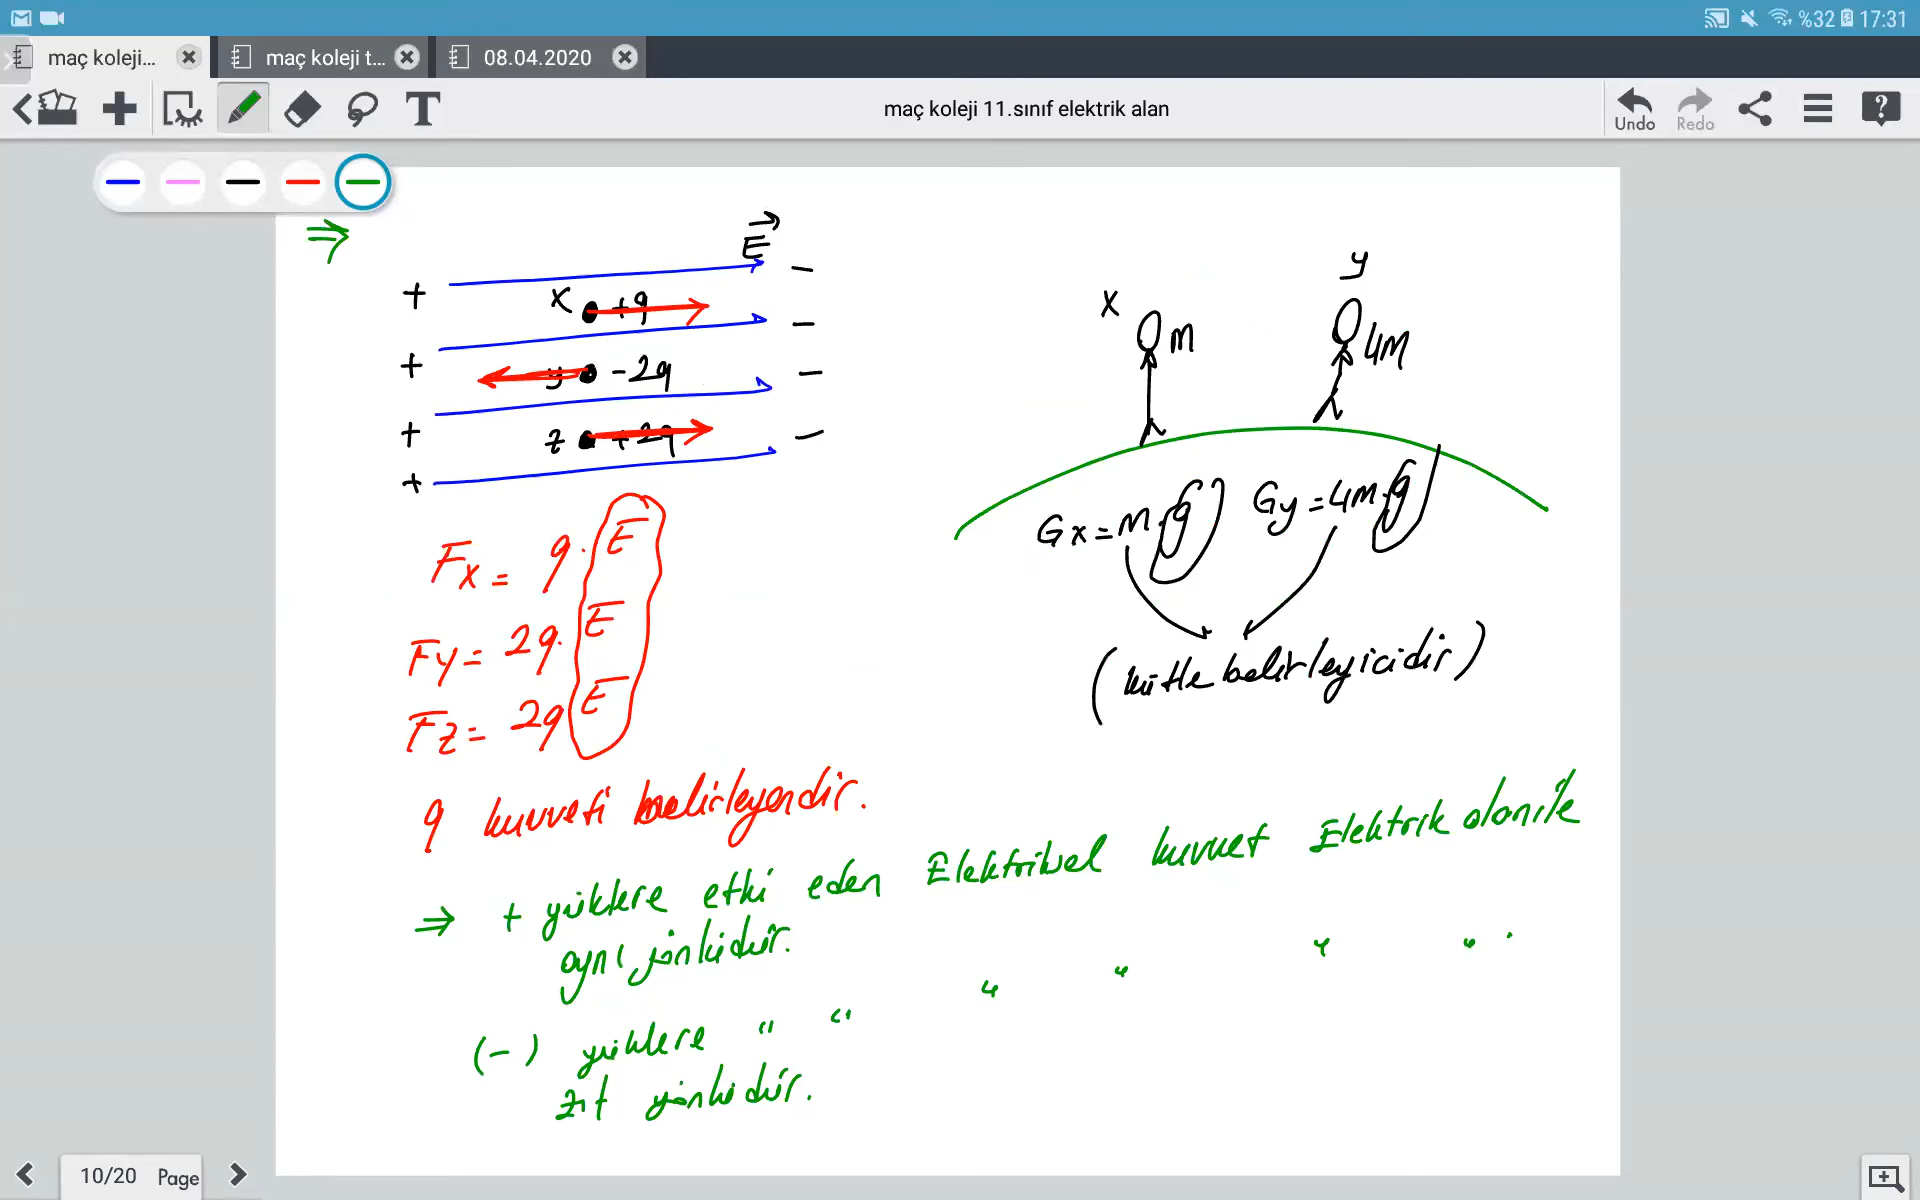 %32 17:31
maç koleji... maç koleji t... 08.04.2020
T maç koleji 11.sınıf elektrik alan Undo Redo
⇒
E
+ x +q -
+ y -2q -
+ z +2q -
+ -
Fx = q.E
Fy = 2q.E
Fz = 2q E
q kuvveti belirleyendir.
x y
m 4m
Gx = m.g Gy = 4m.g
(kütle belirleyicidir)
⇒ + yüklere etki eden Elektriksel kuvvet Elektrik alan ile
aynı yönlüdür.
(-) yüklere " " " " " " .
zıt yönlüdür.
10/20 Page